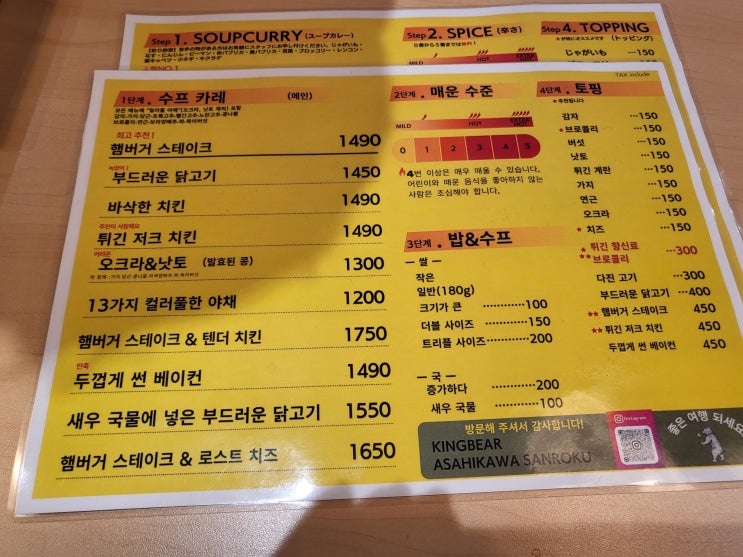 Step 1. SOUPCURRY (スープカレー)
Step 2. SPICE (辛さ)
Step 4. TOPPING
(トッピング)
じゃがいも ...150
TAX include
1단계. 수프 카레 (메인)
최고 추천!
햄버거 스테이크 1490
부드러운 닭고기 1450
바삭한 치킨 1490
튀긴 저크 치킨 1490
오크라&낫토 (발효된 콩) 1300
13가지 컬러풀한 야채 1200
햄버거 스테이크 & 텐더 치킨 1750
만족
두껍게 썬 베이컨 1490
새우 국물에 넣은 부드러운 닭고기 1550
햄버거 스테이크 & 로스트 치즈 1650
2단계. 매운 수준
MILD HOT
0 1 2 3 4 5
4번 이상은 매우 매울 수 있습니다.
어린이와 매운 음식을 좋아하지 않는
사람은 조심해야 합니다.
3단계. 밥&수프
— 쌀 —
작은
일반(180g)
크기가 큰 ············100
더블 사이즈 ············150
트리플 사이즈············200
— 국 —
증가하다 ············200
새우 국물 ············100
4단계. 토핑
★추천됩니다
감자 ···150
★브로콜리 ···150
버섯 ···150
낫토 ···150
튀긴 계란 ···150
가지 ···150
연근 ···150
오크라 ···150
★ 치즈 ···150
★ 튀긴 향신료
★★ 브로콜리 ···300
다진 고기 ···300
부드러운 닭고기 ···400
★★ 햄버거 스테이크 450
★★ 튀긴 저크 치킨 450
두껍게 썬 베이컨 450
방문해 주셔서 감사합니다!
KINGBEAR
ASAHIKAWA SANROKU
Instagram
좋은 여행 되세요